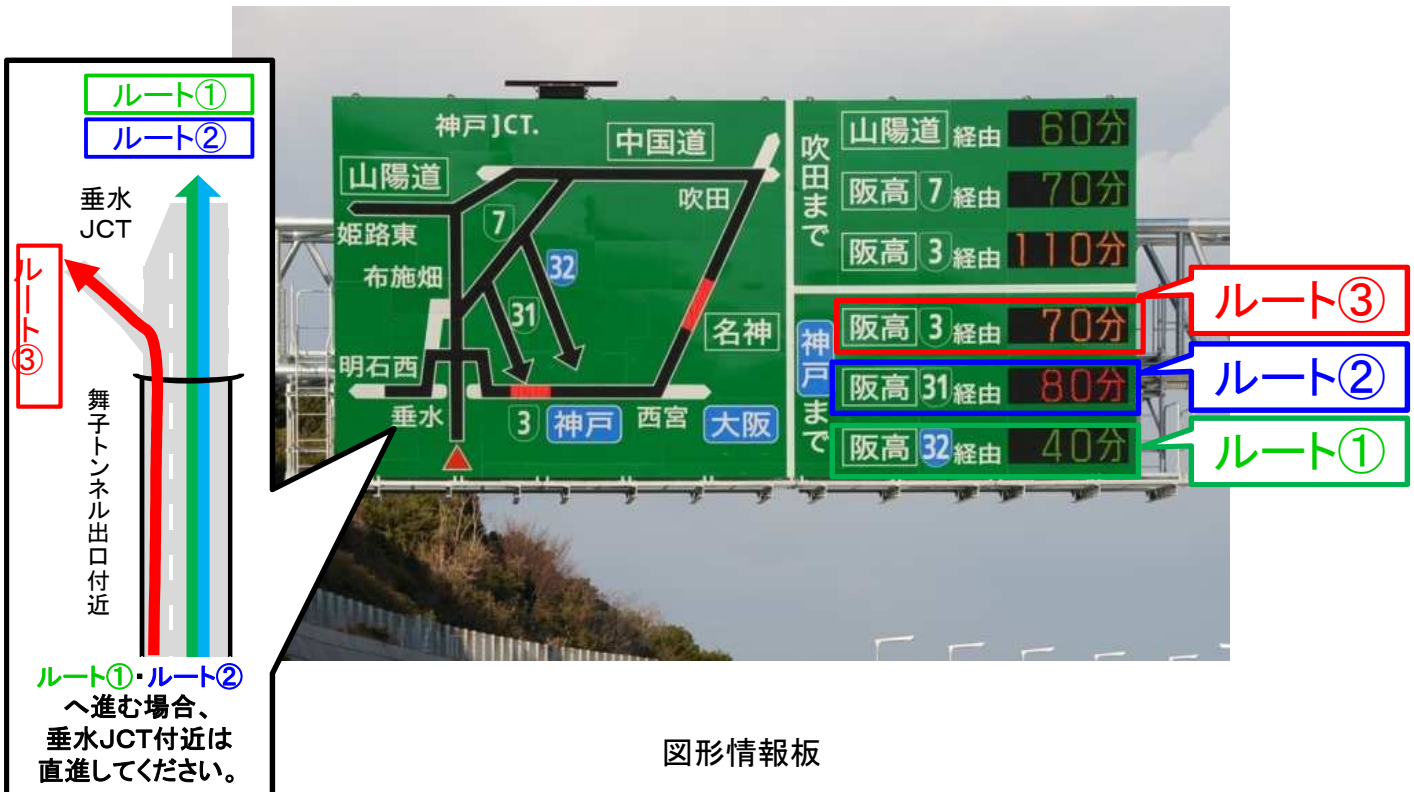 ルート①
ルート②
垂水
JCT
ルート③
舞子トンネル出口付近
ルート①・ルート②
へ進む場合、
垂水JCT付近は
直進してください。
神戸JCT.
中国道
山陽道
吹田
姫路東
7
布施畑
32
31
名神
明石西
垂水
3
神戸
西宮
大阪
吹田まで
山陽道 経由 60分
阪高 7 経由 70分
阪高 3 経由 110分
神戸まで
阪高 3 経由 70分
阪高 31 経由 80分
阪高 32 経由 40分
ルート③
ルート②
ルート①
図形情報板